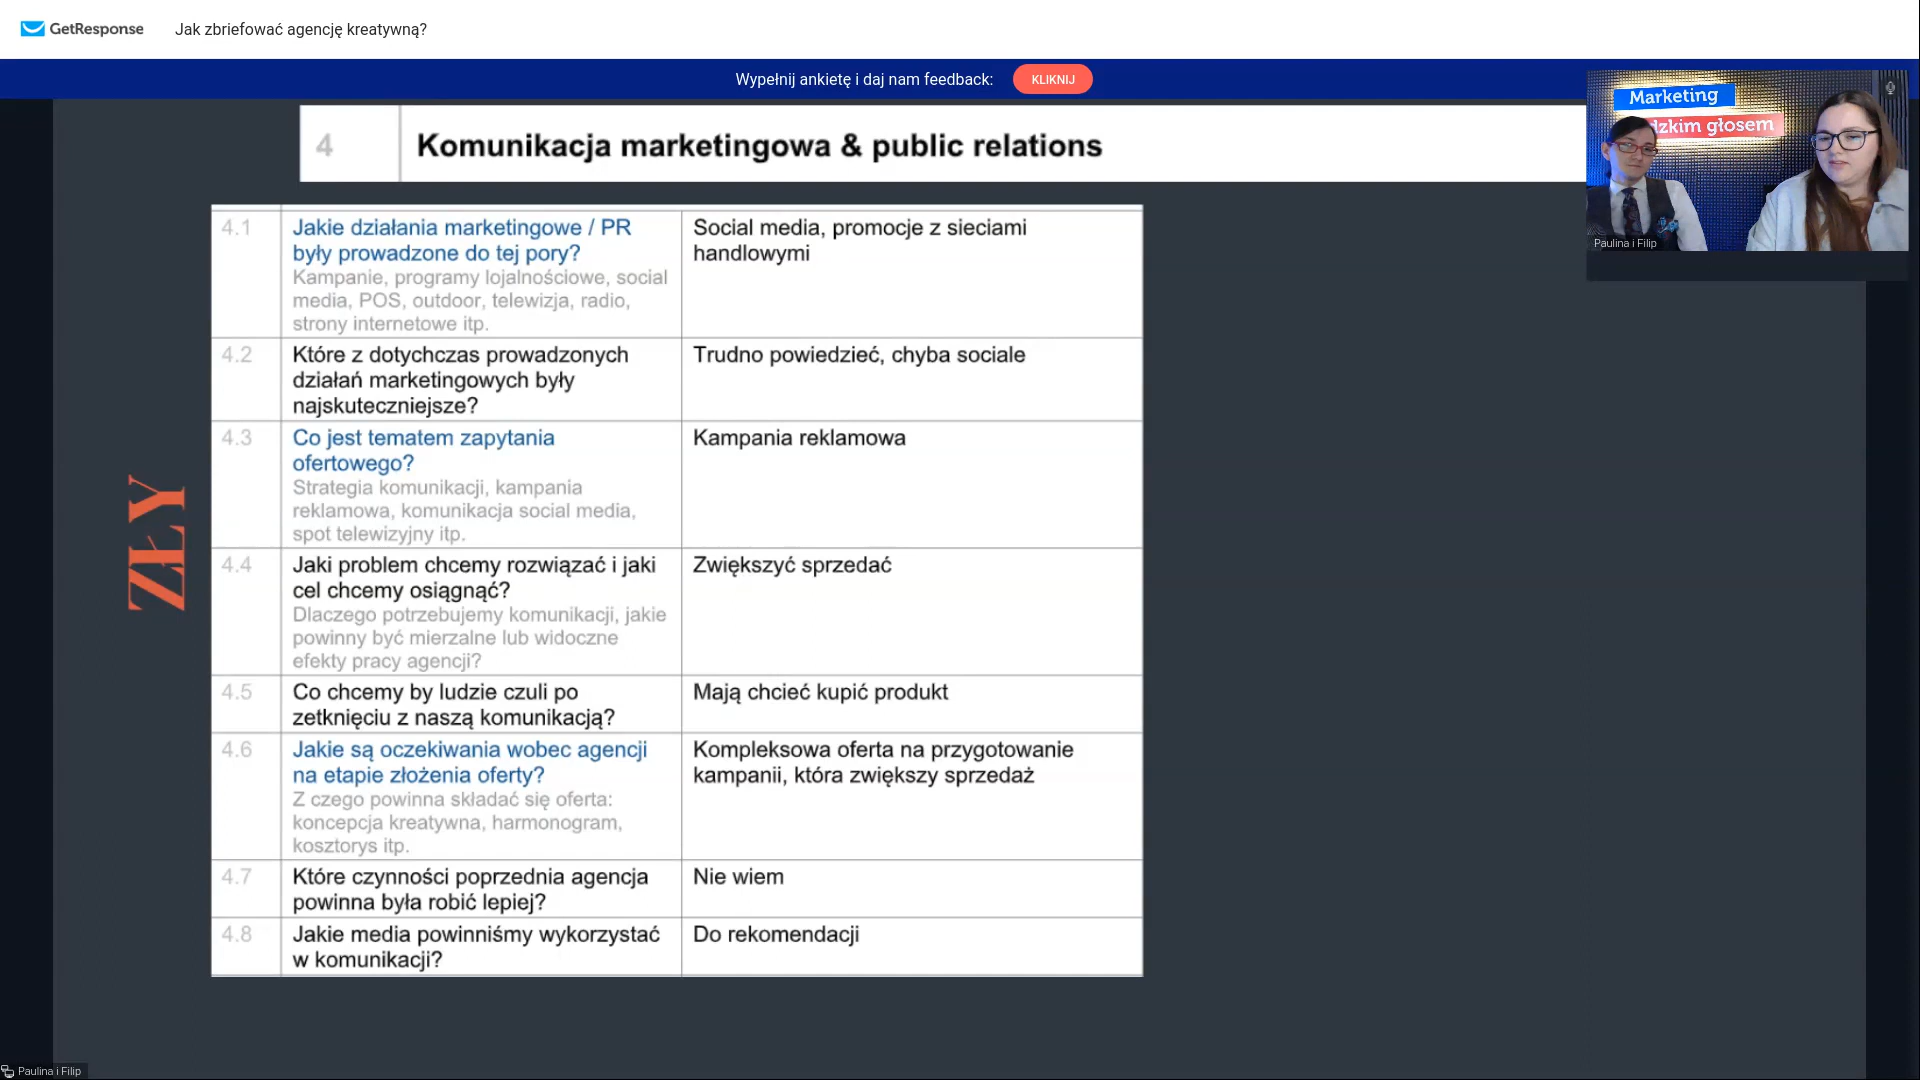 GetResponse
Jak zbriefować agencję kreatywną?
Wypełnij ankietę i daj nam feedback:
KLIKNIJ
Marketing
dzkim głosem
Paulina i Filip
4
Komunikacja marketingowa & public relations
ZŁY
4.1
Jakie działania marketingowe / PR
były prowadzone do tej pory?
Kampanie, programy lojalnościowe, social
media, POS, outdoor, telewizja, radio,
strony internetowe itp.
Social media, promocje z sieciami
handlowymi
4.2
Które z dotychczas prowadzonych
działań marketingowych były
najskuteczniejsze?
Trudno powiedzieć, chyba sociale
4.3
Co jest tematem zapytania
ofertowego?
Strategia komunikacji, kampania
reklamowa, komunikacja social media,
spot telewizyjny itp.
Kampania reklamowa
4.4
Jaki problem chcemy rozwiązać i jaki
cel chcemy osiągnąć?
Dlaczego potrzebujemy komunikacji, jakie
powinny być mierzalne lub widoczne
efekty pracy agencji?
Zwiększyć sprzedać
4.5
Co chcemy by ludzie czuli po
zetknięciu z naszą komunikacją?
Mają chcieć kupić produkt
4.6
Jakie są oczekiwania wobec agencji
na etapie złożenia oferty?
Z czego powinna składać się oferta:
koncepcja kreatywna, harmonogram,
kosztorys itp.
Kompleksowa oferta na przygotowanie
kampanii, która zwiększy sprzedaż
4.7
Które czynności poprzednia agencja
powinna była robić lepiej?
Nie wiem
4.8
Jakie media powinniśmy wykorzystać
w komunikacji?
Do rekomendacji
Paulina i Filip